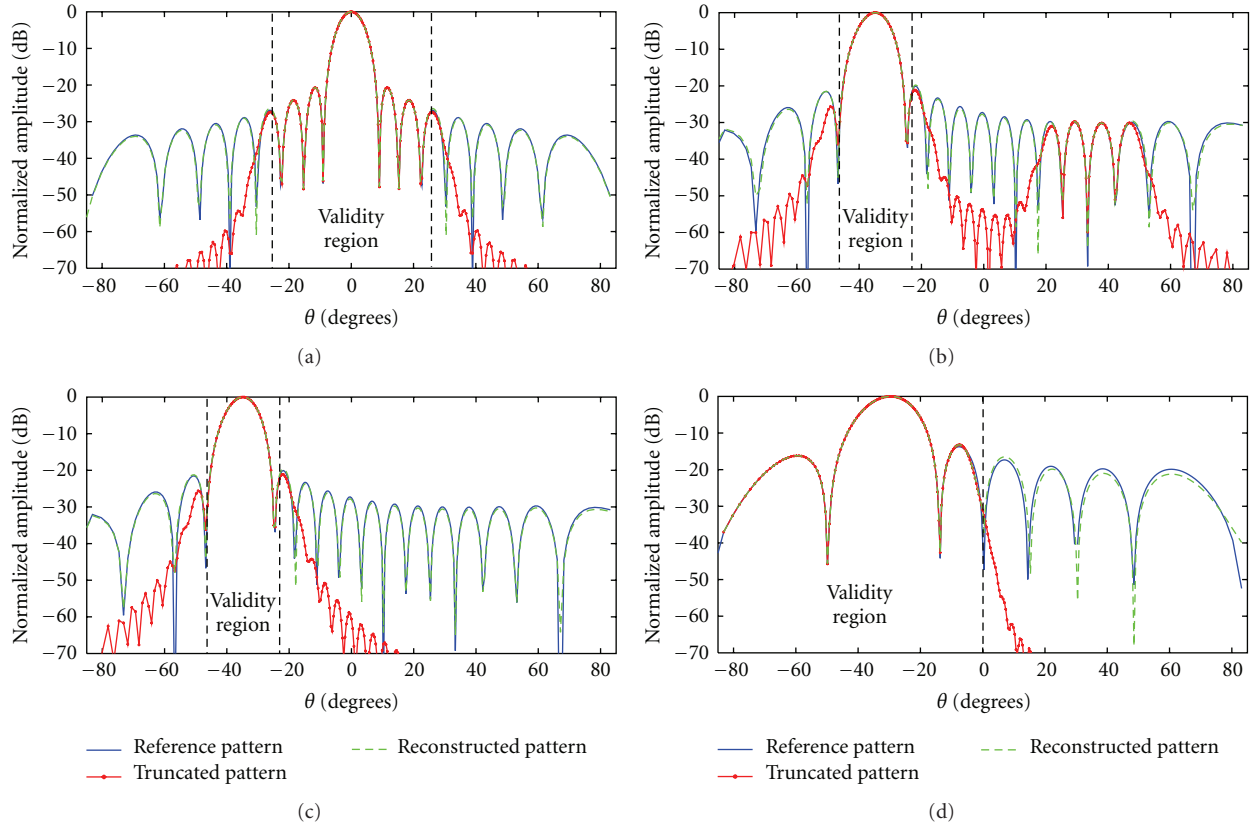 0
−10
−20
−30
−40
−50
−60
−70
Normalized amplitude (dB)
Validity
region
−80 −60 −40 −20 0 20 40 60 80
θ (degrees)
(a)
0
−10
−20
−30
−40
−50
−60
−70
Normalized amplitude (dB)
Validity
region
−80 −60 −40 −20 0 20 40 60 80
θ (degrees)
(b)
0
−10
−20
−30
−40
−50
−60
−70
Normalized amplitude (dB)
Validity
region
−80 −60 −40 −20 0 20 40 60 80
θ (degrees)
Reference pattern
Truncated pattern
Reconstructed pattern
(c)
0
−10
−20
−30
−40
−50
−60
−70
Normalized amplitude (dB)
Validity
region
−80 −60 −40 −20 0 20 40 60 80
θ (degrees)
Reference pattern
Truncated pattern
Reconstructed pattern
(d)